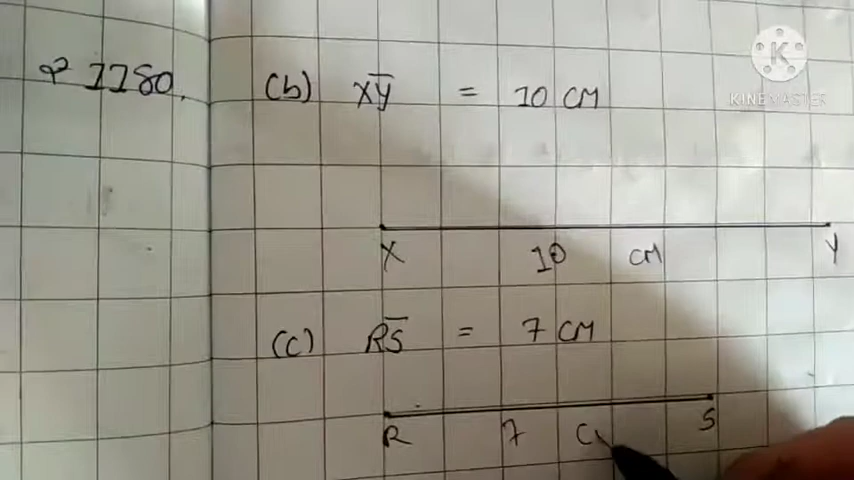 (b) XY = 10 CM
X 10 CM Y
(c) RS = 7 CM
R 7 C S
KINEMASTER